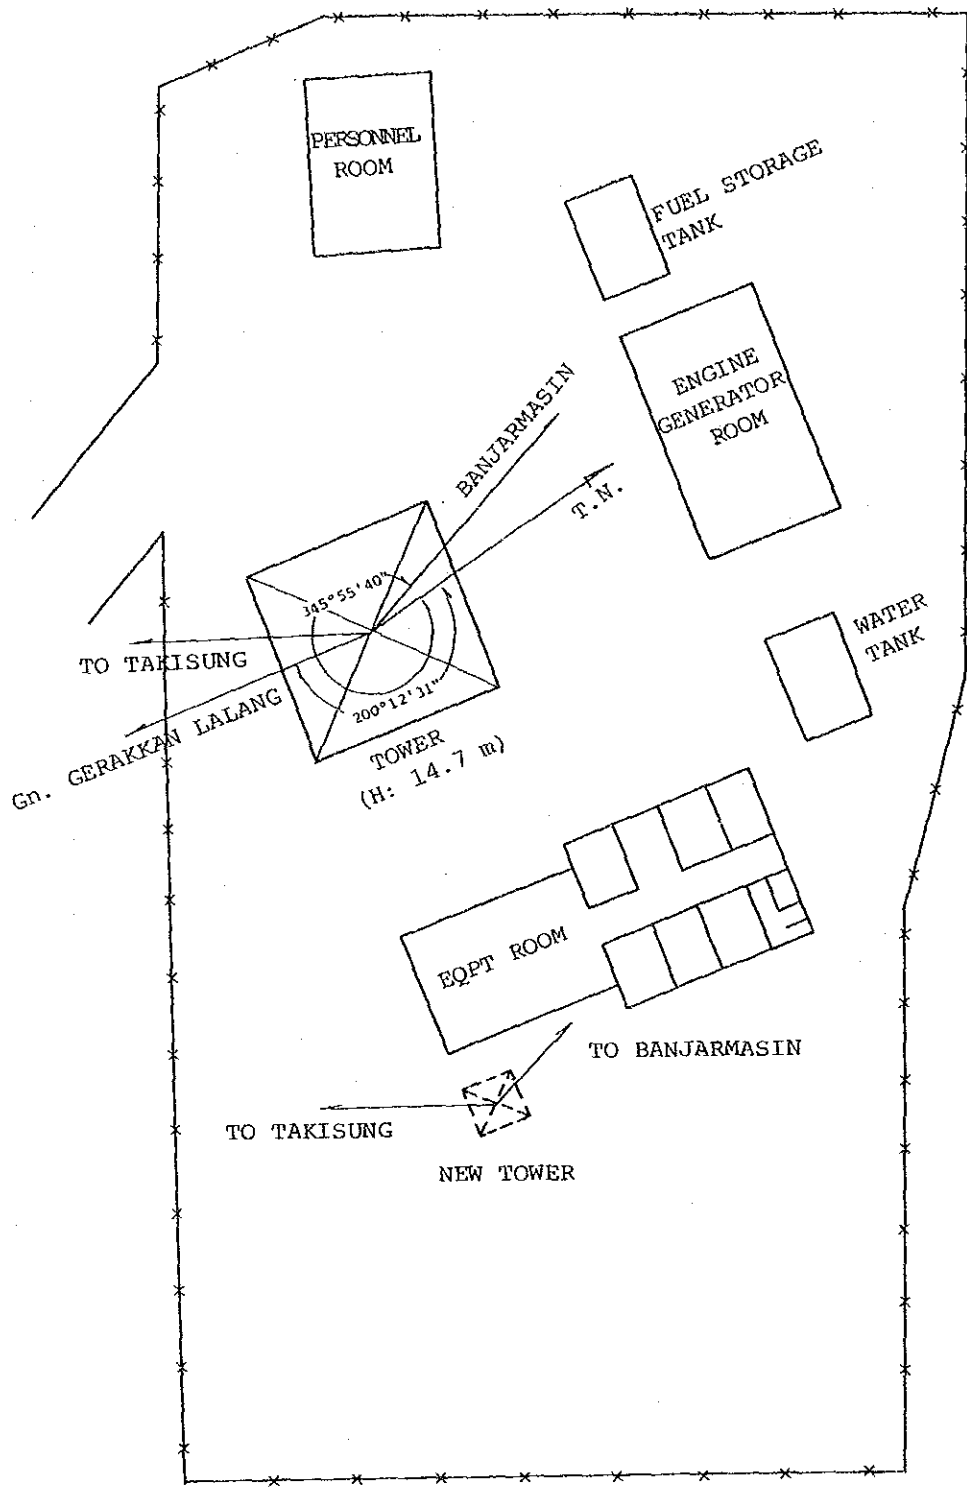 PERSONNEL
ROOM
FUEL STORAGE
TANK
ENGINE
GENERATOR
ROOM
BANJARMASIN
T.N.
345°55'40"
TO TAKISUNG
200°12'31"
Gn. GERAKKAN LALANG
TOWER
(H: 14.7 m)
WATER
TANK
EQPT ROOM
TO BANJARMASIN
TO TAKISUNG
NEW TOWER